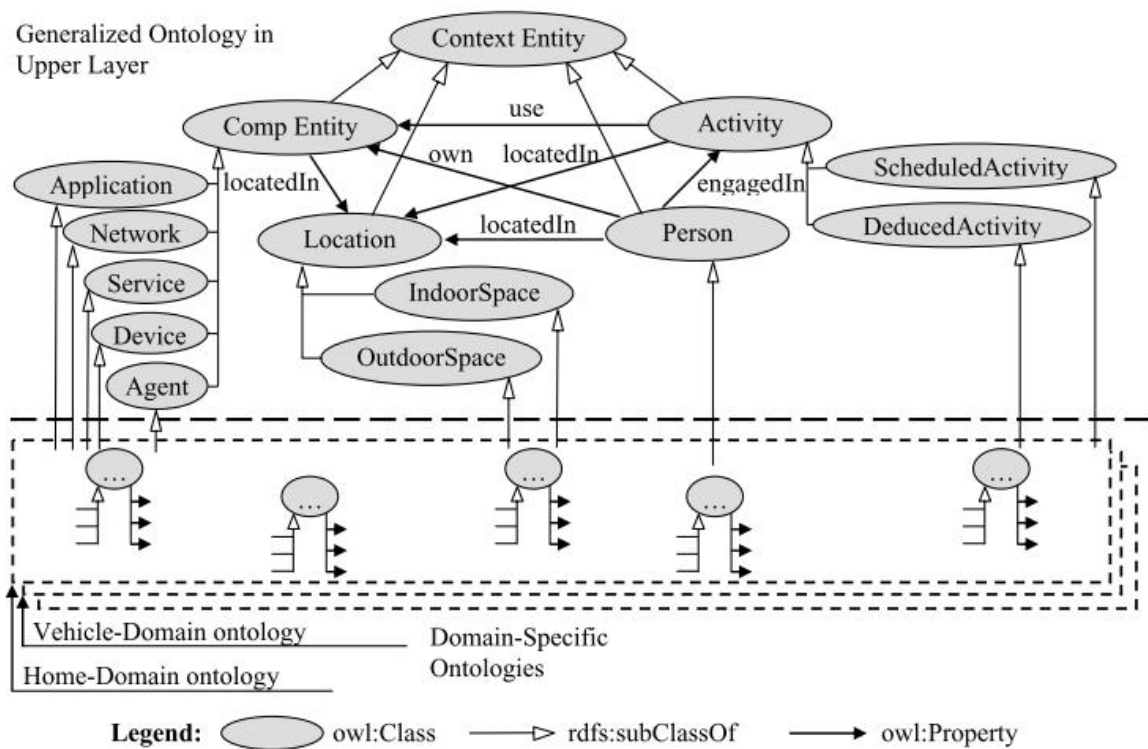 Generalized Ontology in
Upper Layer
Context Entity
Comp Entity
use
Activity
own
locatedIn
locatedIn
engagedIn
Application
ScheduledActivity
Network
Location
locatedIn
Person
DeducedActivity
Service
IndoorSpace
Device
OutdoorSpace
Agent
...
...
...
...
...
Vehicle-Domain ontology
Home-Domain ontology
Domain-Specific
Ontologies
Legend:
owl:Class
rdfs:subClassOf
owl:Property